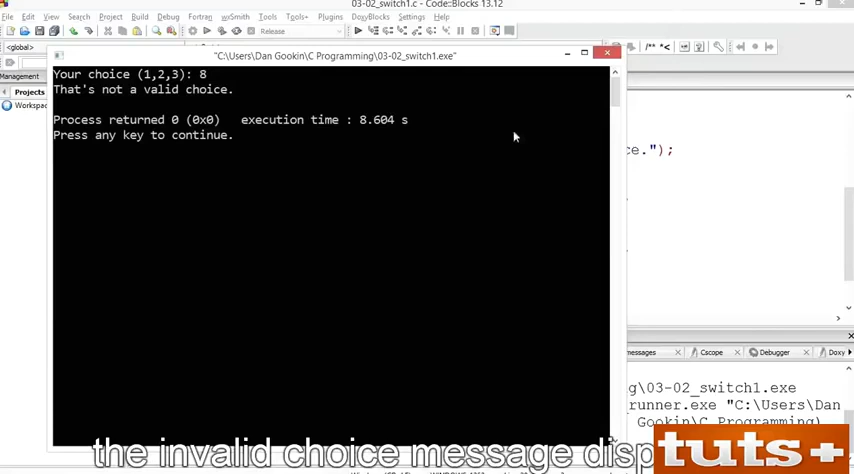 03-02_switch1.c - Code::Blocks 13.12
File Edit View Search Project Build Debug Fortran wxSmith Tools Tools+ Plugins DoxyBlocks Settings Help
Release
<global>
/** *<
"C:\Users\Dan Gookin\C Programming\03-02_switch1.exe"
Management
Projects
Workspac
Your choice (1,2,3): 8
That's not a valid choice.
Process returned 0 (0x0) execution time : 8.604 s
Press any key to continue.
ce.");
messages Cscope Debugger Doxy
g\03-02_switch1.exe
runner.exe "C:\Users\Dan
Gookin\C Programming\
the invalid choice message disp
tuts+